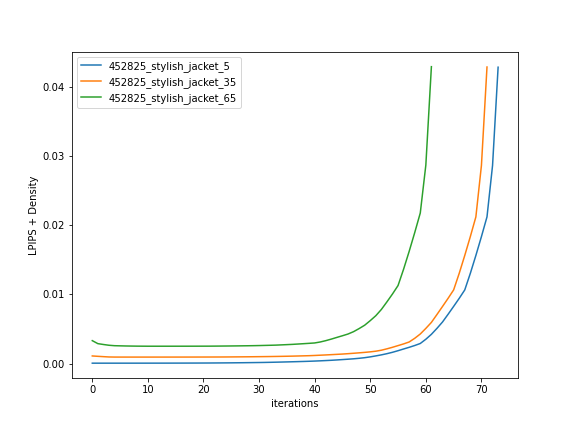 452825_stylish_jacket_5
452825_stylish_jacket_35
452825_stylish_jacket_65
LPIPS + Density
0.04
0.03
0.02
0.01
0.00
0 10 20 30 40 50 60 70
iterations